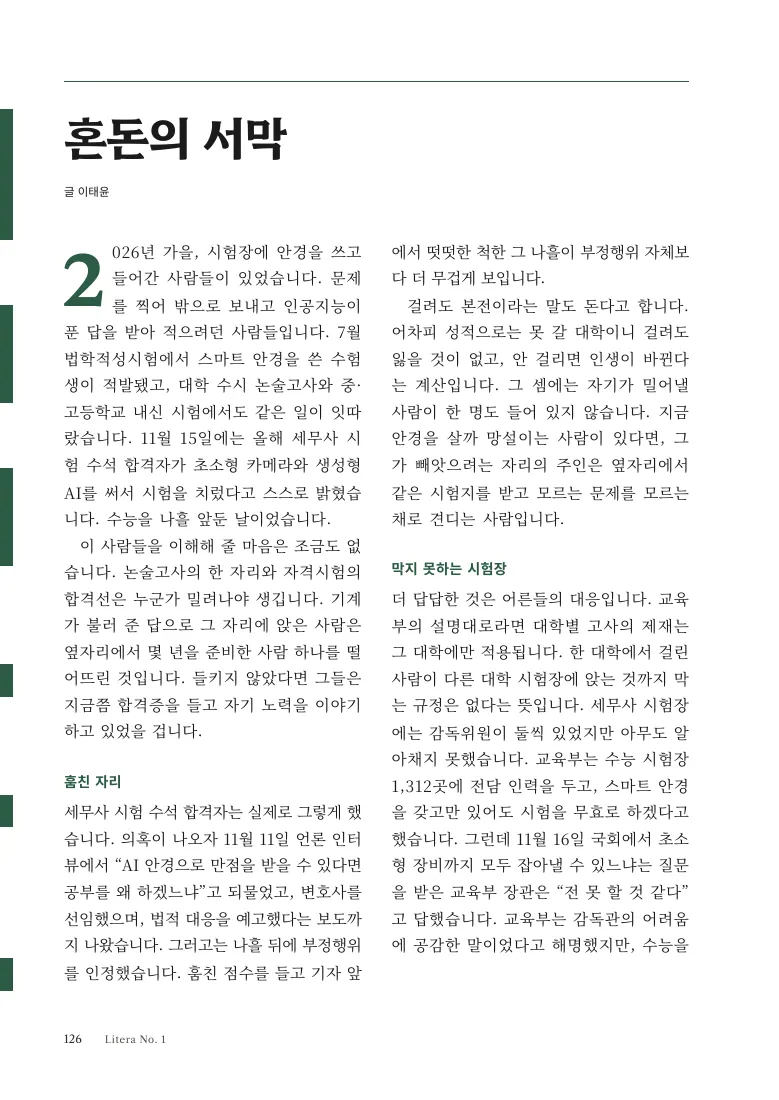 혼돈의 서막
글 이태윤
2026년 가을, 시험장에 안경을 쓰고
들어간 사람들이 있었습니다. 문제
를 찍어 밖으로 보내고 인공지능이
푼 답을 받아 적으려던 사람들입니다. 7월
법학적성시험에서 스마트 안경을 쓴 수험
생이 적발됐고, 대학 수시 논술고사와 중·
고등학교 내신 시험에서도 같은 일이 잇따
랐습니다. 11월 15일에는 올해 세무사 시
험 수석 합격자가 초소형 카메라와 생성형
AI를 써서 시험을 치렀다고 스스로 밝혔습
니다. 수능을 나흘 앞둔 날이었습니다.
이 사람들을 이해해 줄 마음은 조금도 없
습니다. 논술고사의 한 자리와 자격시험의
합격선은 누군가 밀려나야 생깁니다. 기계
가 불러 준 답으로 그 자리에 앉은 사람은
옆자리에서 몇 년을 준비한 사람 하나를 떨
어뜨린 것입니다. 들키지 않았다면 그들은
지금쯤 합격증을 들고 자기 노력을 이야기
하고 있었을 겁니다.
훔친 자리
세무사 시험 수석 합격자는 실제로 그렇게 했
습니다. 의혹이 나오자 11월 11일 언론 인터
뷰에서 “AI 안경으로 만점을 받을 수 있다면
공부를 왜 하겠느냐”고 되물었고, 변호사를
선임했으며, 법적 대응을 예고했다는 보도까
지 나왔습니다. 그러고는 나흘 뒤에 부정행위
를 인정했습니다. 훔친 점수를 들고 기자 앞
에서 떳떳한 척한 그 나흘이 부정행위 자체보
다 더 무겁게 보입니다.
걸려도 본전이라는 말도 돈다고 합니다.
어차피 성적으로는 못 갈 대학이니 걸려도
잃을 것이 없고, 안 걸리면 인생이 바뀐다
는 계산입니다. 그 셈에는 자기가 밀어낼
사람이 한 명도 들어 있지 않습니다. 지금
안경을 살까 망설이는 사람이 있다면, 그
가 빼앗으려는 자리의 주인은 옆자리에서
같은 시험지를 받고 모르는 문제를 모르는
채로 견디는 사람입니다.
막지 못하는 시험장
더 답답한 것은 어른들의 대응입니다. 교육
부의 설명대로라면 대학별 고사의 제재는
그 대학에만 적용됩니다. 한 대학에서 걸린
사람이 다른 대학 시험장에 앉는 것까지 막
는 규정은 없다는 뜻입니다. 세무사 시험장
에는 감독위원이 둘씩 있었지만 아무도 알
아채지 못했습니다. 교육부는 수능 시험장
1,312곳에 전담 인력을 두고, 스마트 안경
을 갖고만 있어도 시험을 무효로 하겠다고
했습니다. 그런데 11월 16일 국회에서 초소
형 장비까지 모두 잡아낼 수 있느냐는 질문
을 받은 교육부 장관은 “전 못 할 것 같다”
고 답했습니다. 교육부는 감독관의 어려움
에 공감한 말이었다고 해명했지만, 수능을
126 Litera No. 1